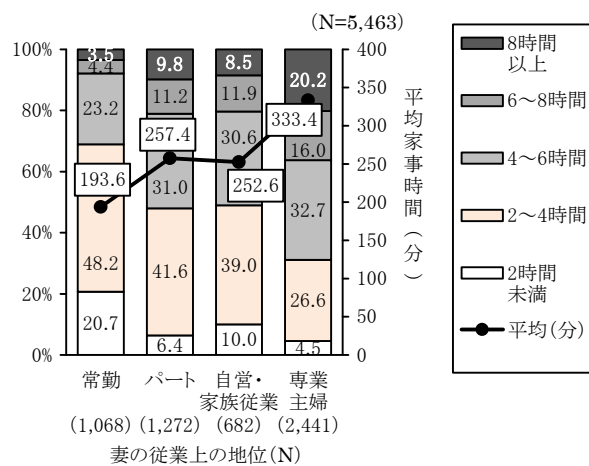 (N=5,463)
100%
80%
60%
40%
20%
0%
3.5
4.4
23.2
48.2
20.7
9.8
11.2
31.0
41.6
6.4
8.5
11.9
30.6
39.0
10.0
20.2
16.0
32.7
26.6
4.5
193.6
257.4
252.6
333.4
400
350
300
250
200
150
100
50
0
平均家事時間(分)
常勤
(1,068)
パート
(1,272)
自営・
家族従業
(682)
専業
主婦
(2,441)
妻の従業上の地位(N)
8時間
以上
6～8時間
4～6時間
2～4時間
2時間
未満
平均(分)